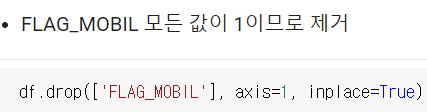 FLAG_MOBIL 모든 값이 1이므로 제거
df.drop(['FLAG_MOBIL'], axis=1, inplace=True)